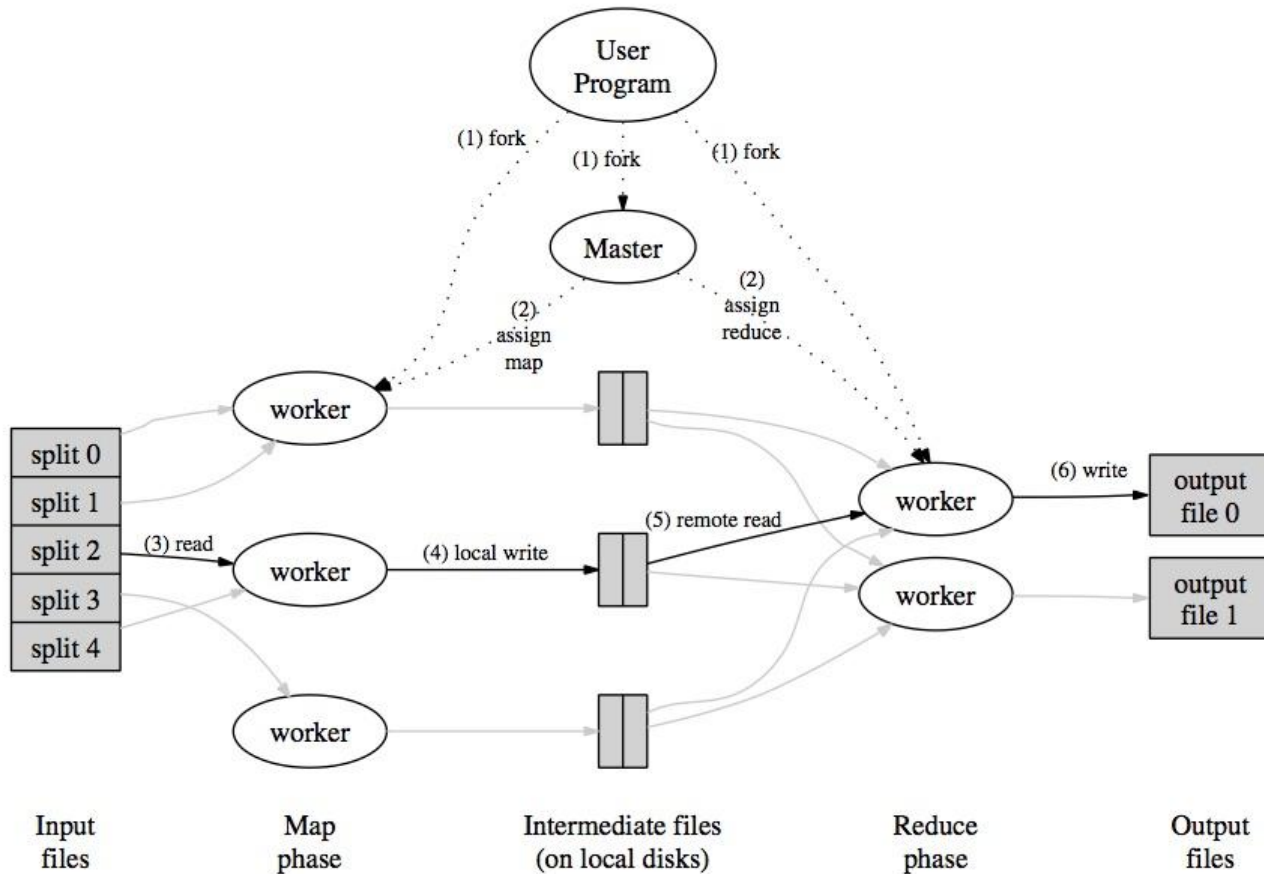 User
Program
(1) fork
(1) fork
(1) fork
Master
(2)
assign
map
(2)
assign
reduce
worker
split 0
split 1
split 2
split 3
split 4
(3) read
worker
(4) local write
worker
(5) remote read
worker
(6) write
output
file 0
worker
output
file 1
Input
files
Map
phase
Intermediate files
(on local disks)
Reduce
phase
Output
files